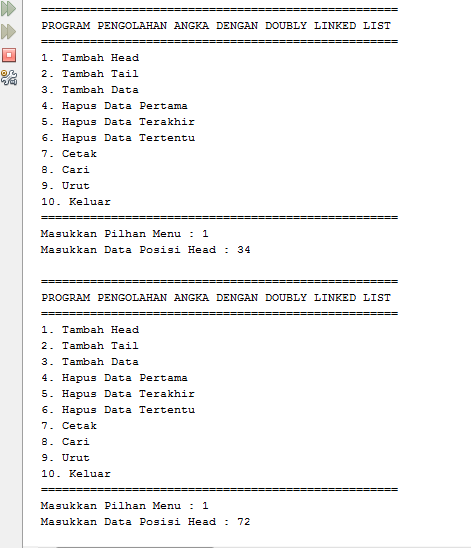 ===================================================
PROGRAM PENGOLAHAN ANGKA DENGAN DOUBLY LINKED LIST
===================================================
1. Tambah Head
2. Tambah Tail
3. Tambah Data
4. Hapus Data Pertama
5. Hapus Data Terakhir
6. Hapus Data Tertentu
7. Cetak
8. Cari
9. Urut
10. Keluar
===================================================
Masukkan Pilhan Menu : 1
Masukkan Data Posisi Head : 34
===================================================
PROGRAM PENGOLAHAN ANGKA DENGAN DOUBLY LINKED LIST
===================================================
1. Tambah Head
2. Tambah Tail
3. Tambah Data
4. Hapus Data Pertama
5. Hapus Data Terakhir
6. Hapus Data Tertentu
7. Cetak
8. Cari
9. Urut
10. Keluar
===================================================
Masukkan Pilhan Menu : 1
Masukkan Data Posisi Head : 72